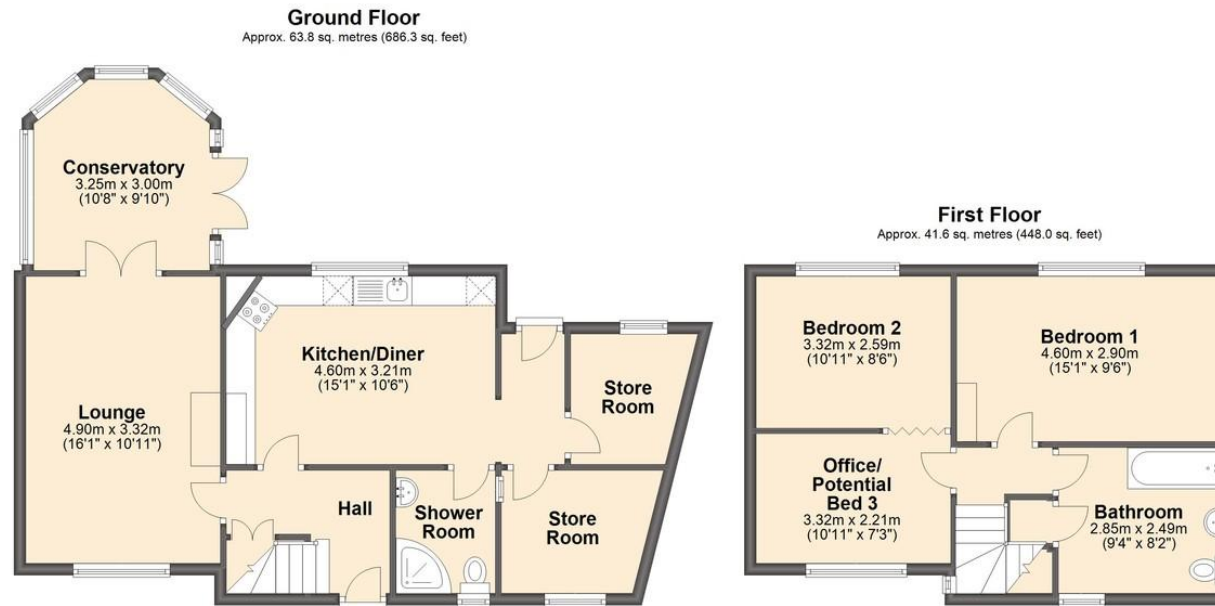 Ground Floor
Approx. 63.8 sq. metres (686.3 sq. feet)
Conservatory
3.25m x 3.00m
(10'8" x 9'10")
Kitchen/Diner
4.60m x 3.21m
(15'1" x 10'6")
Store
Room
Lounge
4.90m x 3.32m
(16'1" x 10'11")
Hall
Shower
Room
Store
Room
First Floor
Approx. 41.6 sq. metres (448.0 sq. feet)
Bedroom 2
3.32m x 2.59m
(10'11" x 8'6")
Bedroom 1
4.60m x 2.90m
(15'1" x 9'6")
Office/
Potential
Bed 3
3.32m x 2.21m
(10'11" x 7'3")
Bathroom
2.85m x 2.49m
(9'4" x 8'2")